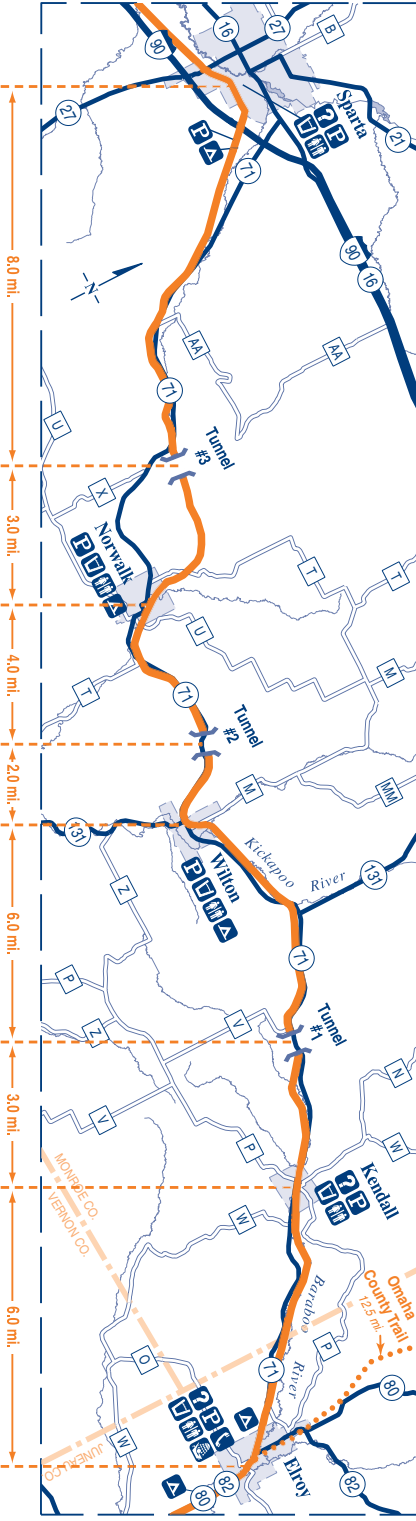 B
27
16
90
21
Sparta
? P
27
P
71
90
16
8.0 mi.
N
AA
AA
71
U
Tunnel
#3
X
3.0 mi.
Norwalk
P
T
T
U
M
4.0 mi.
T
71
Tunnel
#2
M
MM
2.0 mi.
131
Wilton
P
Kickapoo
River
131
Z
6.0 mi.
71
P
Z
V
Tunnel
#1
N
V
P
W
3.0 mi.
Kendall
? P
MONROE CO.
VERNON CO.
W
Baraboo
River
Omaha
County Trail
12.5 mi.
P
71
80
O
W
6.0 mi.
? P
JUNEAU CO.
Elroy
82
82
80